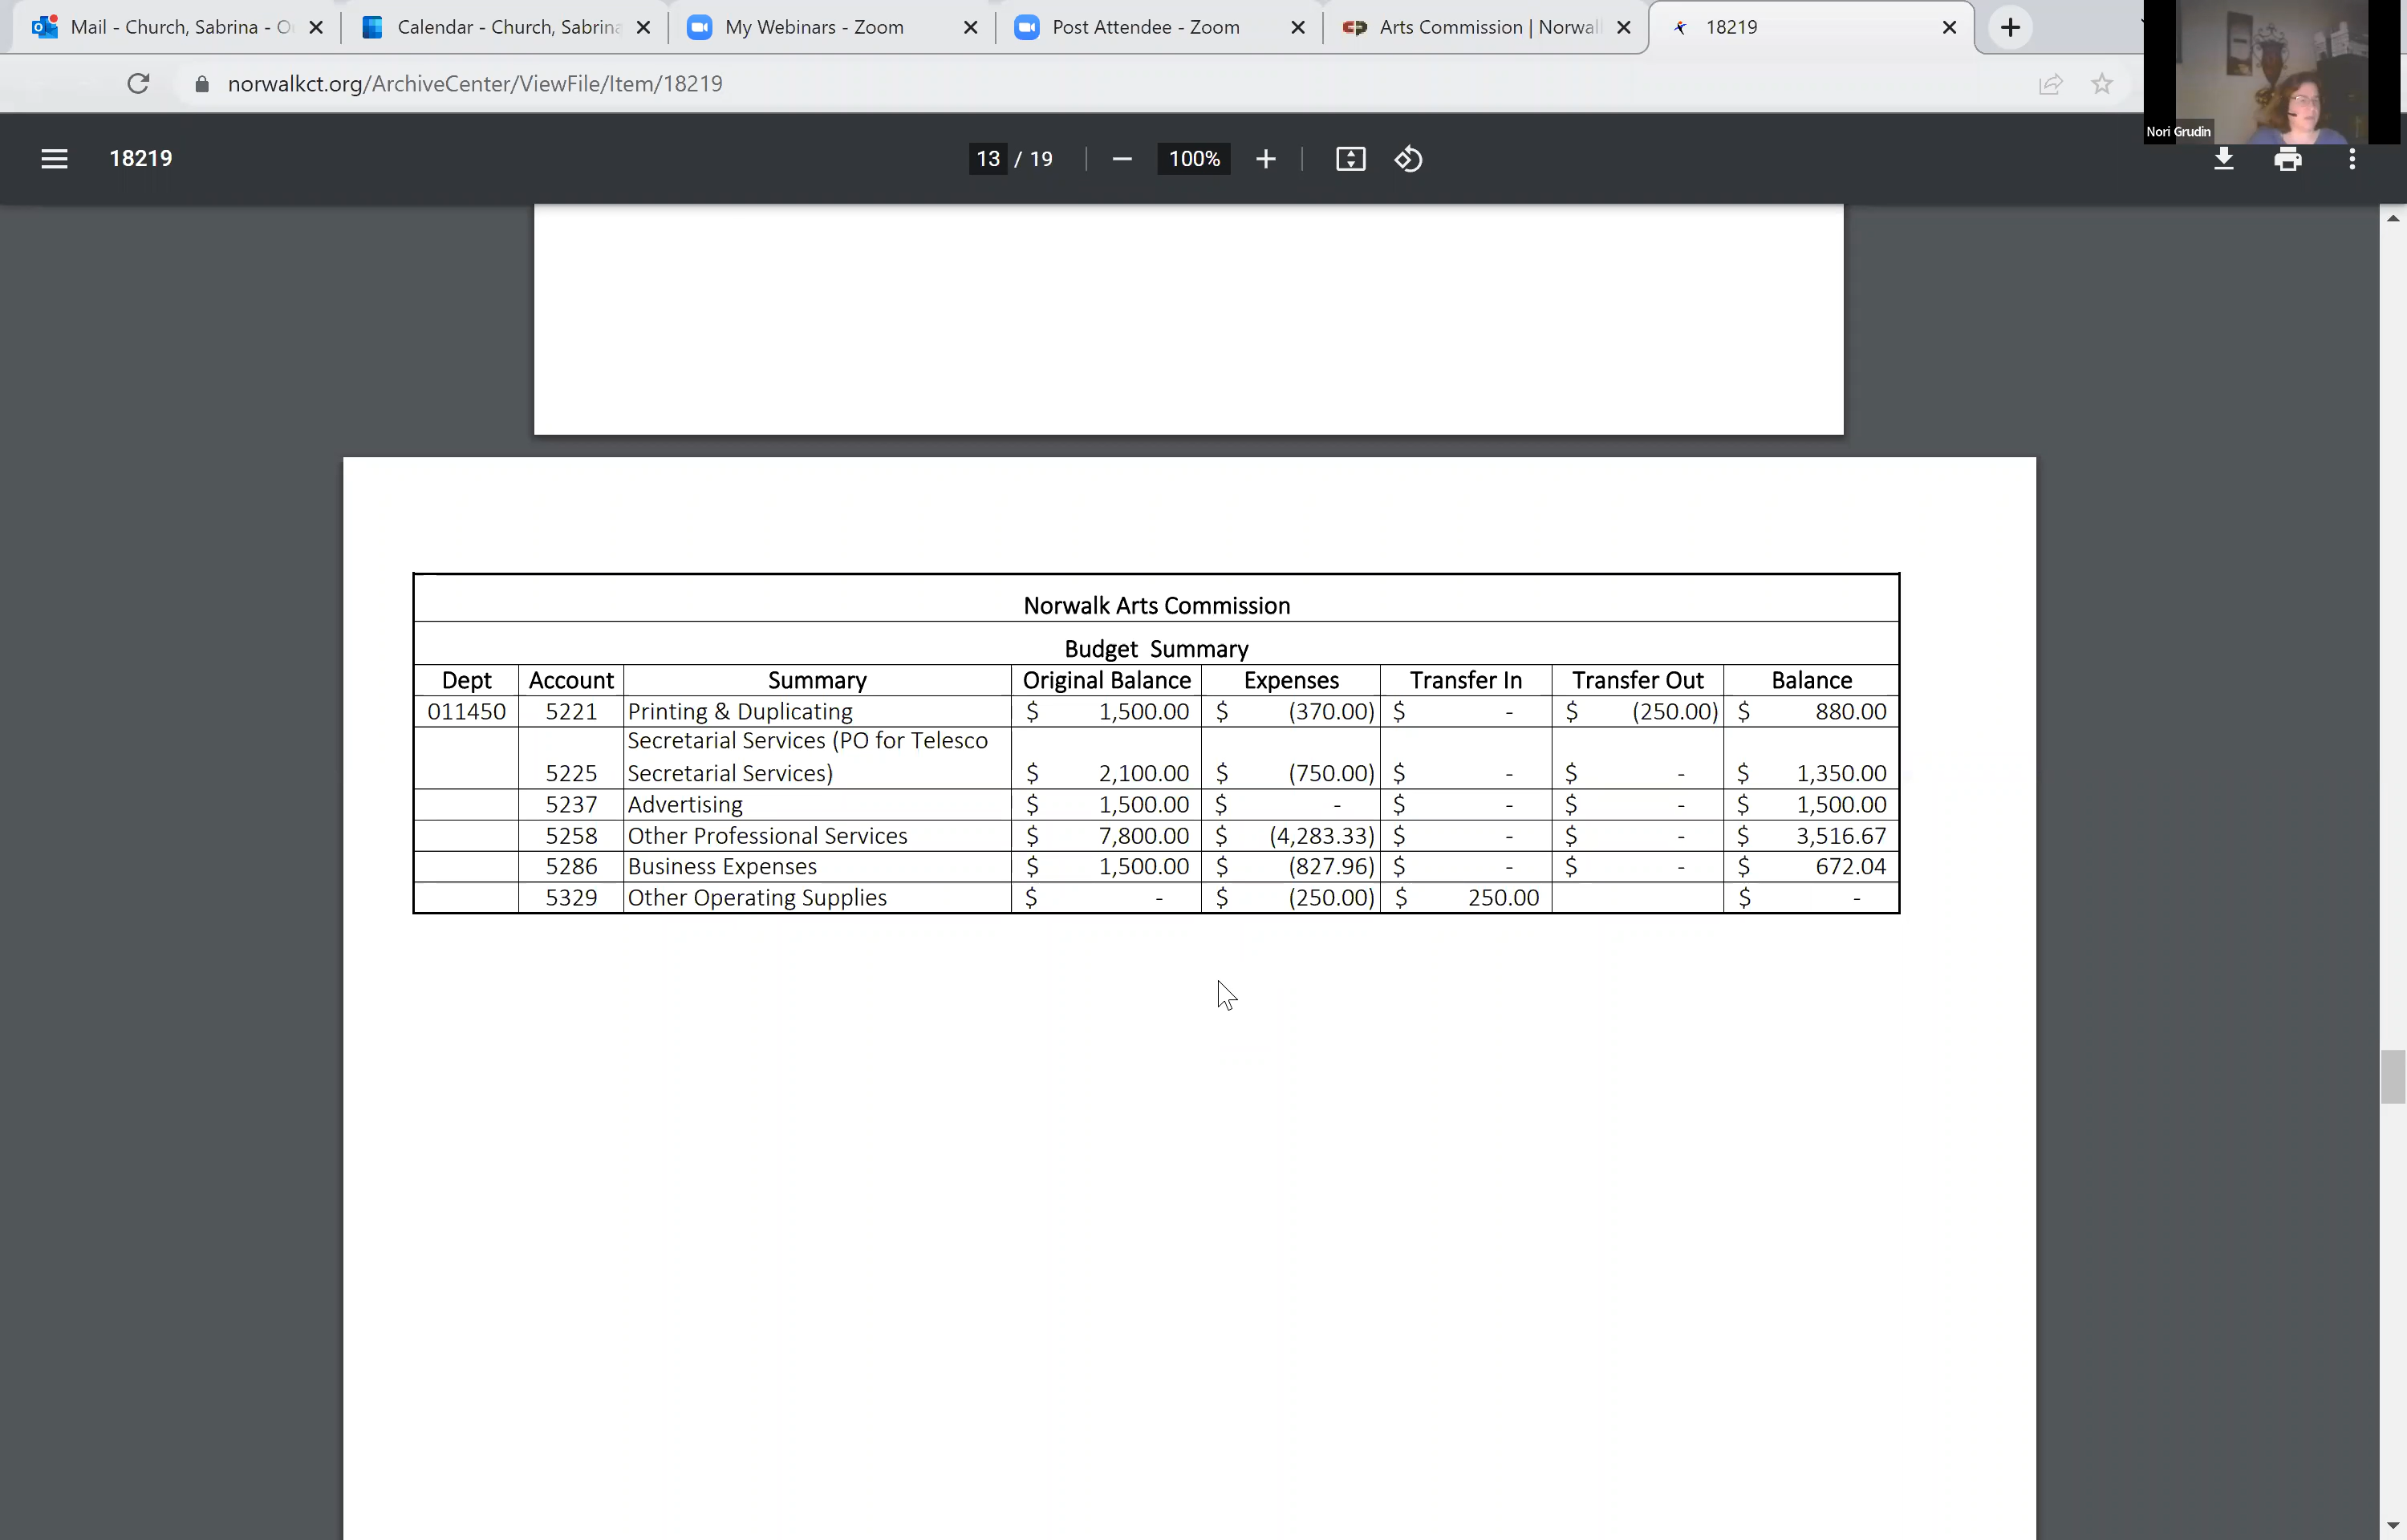 Mail - Church, Sabrina - O
Calendar - Church, Sabrina
My Webinars - Zoom
Post Attendee - Zoom
Arts Commission | Norwal
18219
norwalkct.org/ArchiveCenter/ViewFile/Item/18219
Nori Grudin
18219
13 / 19
100%
Norwalk Arts Commission
Budget Summary
Dept Account Summary Original Balance Expenses Transfer In Transfer Out Balance
011450 5221 Printing & Duplicating $ 1,500.00 $ (370.00) $ - $ (250.00) $ 880.00
Secretarial Services (PO for Telesco
5225 Secretarial Services) $ 2,100.00 $ (750.00) $ - $ - $ 1,350.00
5237 Advertising $ 1,500.00 $ - $ - $ - $ 1,500.00
5258 Other Professional Services $ 7,800.00 $ (4,283.33) $ - $ - $ 3,516.67
5286 Business Expenses $ 1,500.00 $ (827.96) $ - $ - $ 672.04
5329 Other Operating Supplies $ - $ (250.00) $ 250.00 $ -